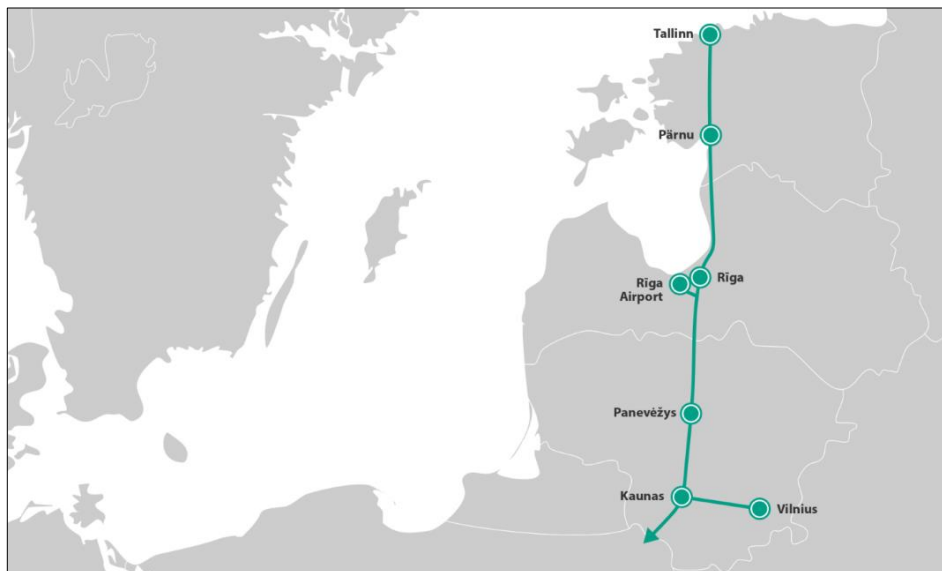 Tallinn
Pärnu
Rīga
Rīga
Airport
Panevėžys
Kaunas
Vilnius